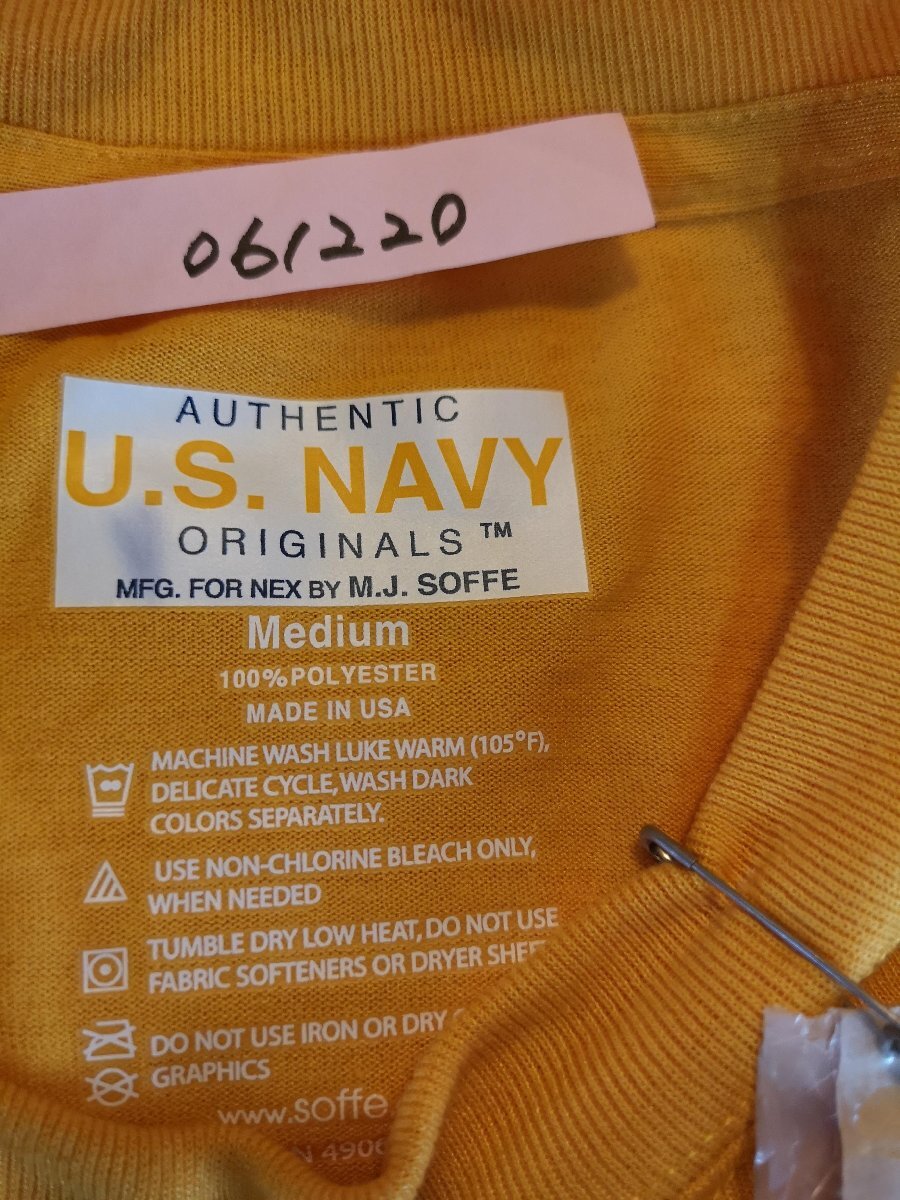 061220
AUTHENTIC
U.S. NAVY
ORIGINALS™
MFG. FOR NEX BY M.J. SOFFE
Medium
100% POLYESTER
MADE IN USA
MACHINE WASH LUKE WARM (105°F),
DELICATE CYCLE, WASH DARK
COLORS SEPARATELY.
USE NON-CHLORINE BLEACH ONLY,
WHEN NEEDED
TUMBLE DRY LOW HEAT, DO NOT USE
FABRIC SOFTENERS OR DRYER
DO NOT USE IRON OR DRY
GRAPHICS
www.soffe.
4906